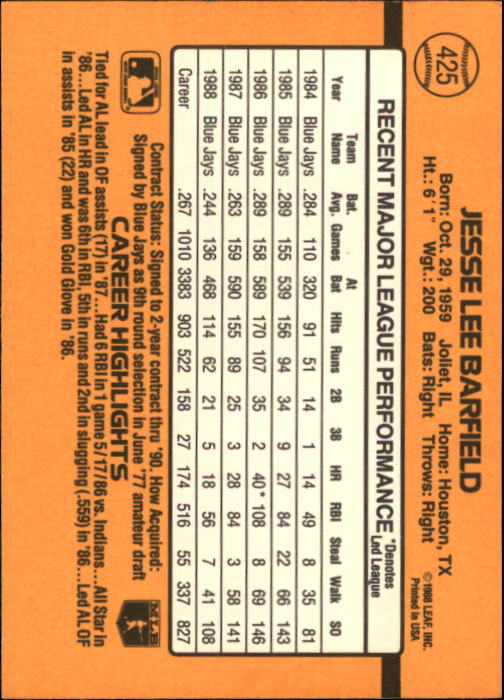 425
JESSE LEE BARFIELD
Born: Oct. 29, 1959 Joliet, IL Home: Houston, TX
Ht.: 6'1" Wgt.: 200 Bats: Right Throws: Right
©1988 LEAF, INC.
Printed in USA
RECENT MAJOR LEAGUE PERFORMANCE *Denotes Led League
Year Team Name Bat. Avg. Games At Bat Hits Runs 2B 3B HR RBI Steal Walk SO
1984 Blue Jays .284 110 320 91 51 14 1 14 49 8 35 81
1985 Blue Jays .289 155 539 156 94 34 9 27 84 22 66 143
1986 Blue Jays .289 158 589 170 107 35 2 40* 108 8 69 146
1987 Blue Jays .263 159 590 155 89 25 3 28 84 3 58 141
1988 Blue Jays .244 136 468 114 62 21 5 18 56 7 41 108
Career .267 1010 3383 903 522 158 27 174 516 55 337 827
Contract Status: Signed to 2-year contract thru '90. How Acquired:
Signed by Blue Jays as 9th round selection in June '77 amateur draft
CAREER HIGHLIGHTS
Tied for AL lead in OF assists (17) in '87...Had 6 RBI in 1 game 5/17/86 vs. Indians...All Star in
'86...Led AL in HR and was 6th in RBI, 5th in runs and 2nd in slugging (.559) in '86...Led AL OF
in assists in '85 (22) and won Gold Glove in '86.